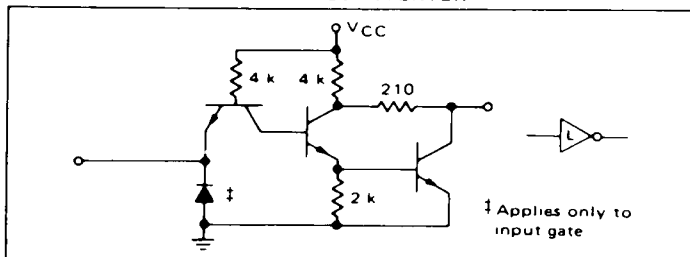 VCC
4 k
4 k
210
L
‡
2 k
‡ Applies only to
input gate